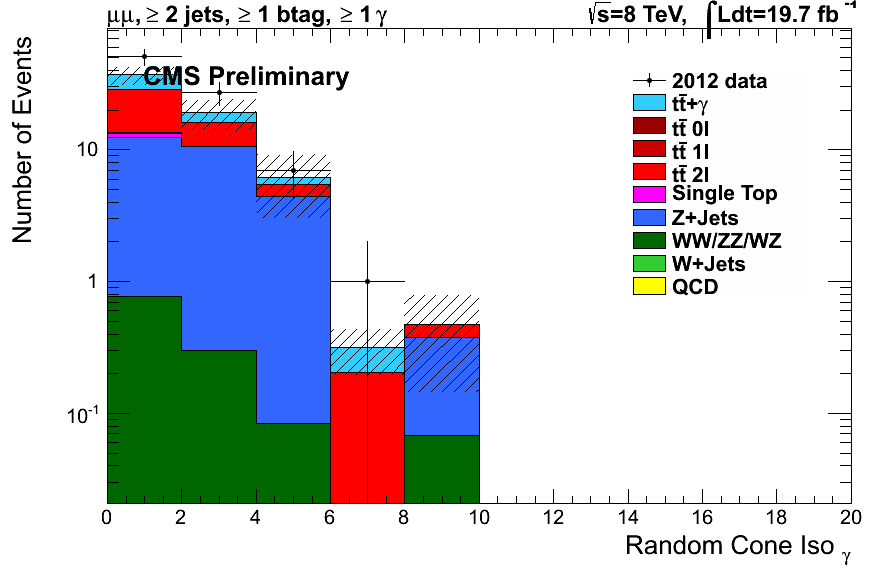 μμ, ≥ 2 jets, ≥ 1 btag, ≥ 1 γ
√s=8 TeV, ∫Ldt=19.7 fb⁻¹
CMS Preliminary
Number of Events
10
1
10⁻¹
2012 data
tt̄+γ
tt̄ 0l
tt̄ 1l
tt̄ 2l
Single Top
Z+Jets
WW/ZZ/WZ
W+Jets
QCD
0 2 4 6 8 10 12 14 16 18 20
Random Cone Iso γ